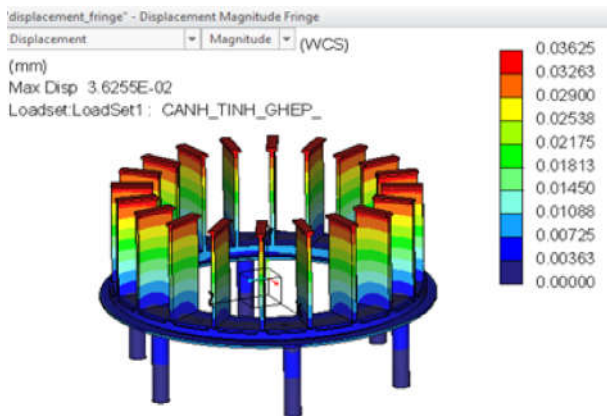 "displacement_fringe" - Displacement Magnitude Fringe
Displacement Magnitude (WCS)
(mm)
Max Disp 3.6255E-02
Loadset:LoadSet1 : CANH_TINH_GHEP_
0.03625
0.03263
0.02900
0.02538
0.02175
0.01813
0.01450
0.01088
0.00725
0.00363
0.00000